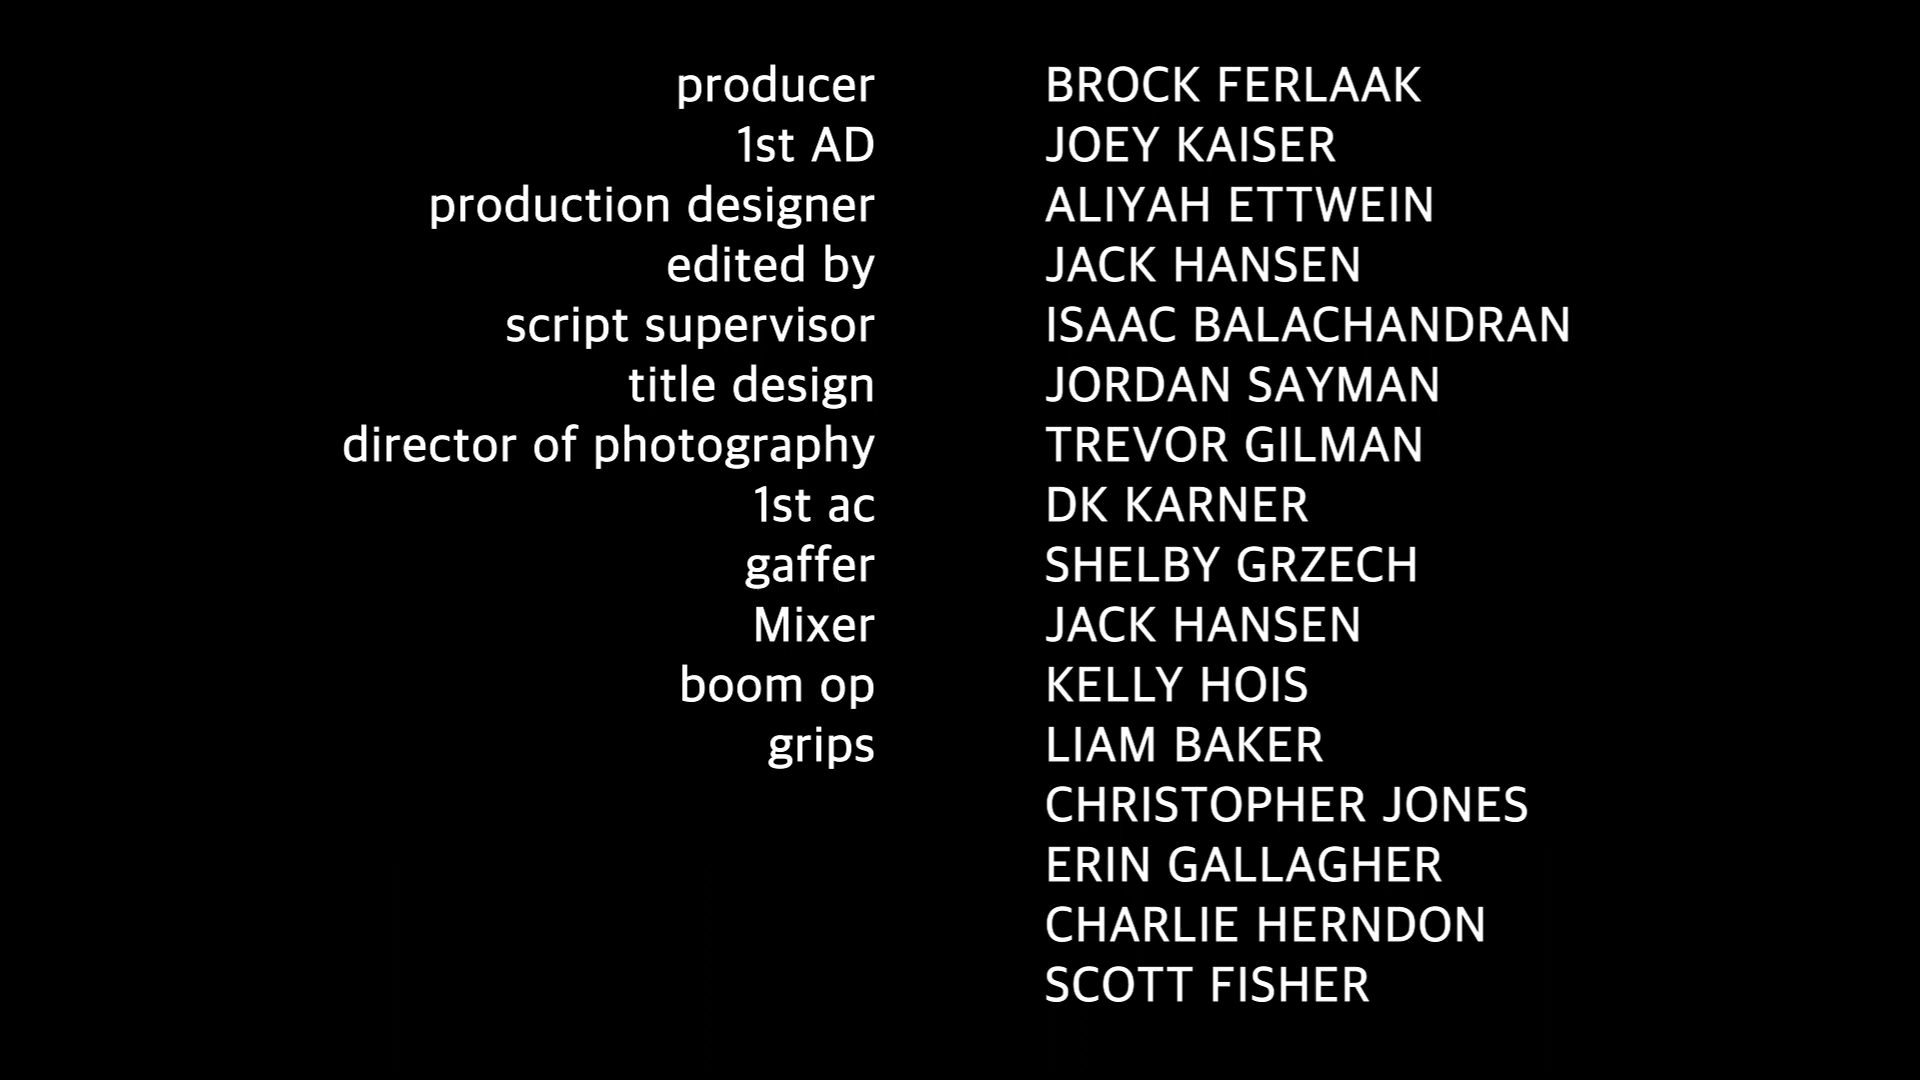 producer BROCK FERLAAK
1st AD JOEY KAISER
production designer ALIYAH ETTWEIN
edited by JACK HANSEN
script supervisor ISAAC BALACHANDRAN
title design JORDAN SAYMAN
director of photography TREVOR GILMAN
1st ac DK KARNER
gaffer SHELBY GRZECH
Mixer JACK HANSEN
boom op KELLY HOIS
grips LIAM BAKER
CHRISTOPHER JONES
ERIN GALLAGHER
CHARLIE HERNDON
SCOTT FISHER